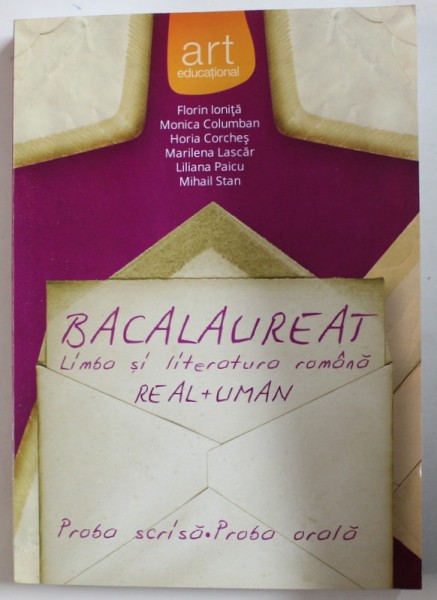 art
educațional
Florin Ioniță
Monica Columban
Horia Corcheș
Marilena Lascăr
Liliana Paicu
Mihail Stan
BACALAUREAT
Limba și literatura română
REAL+UMAN
Proba scrisă•Proba orală